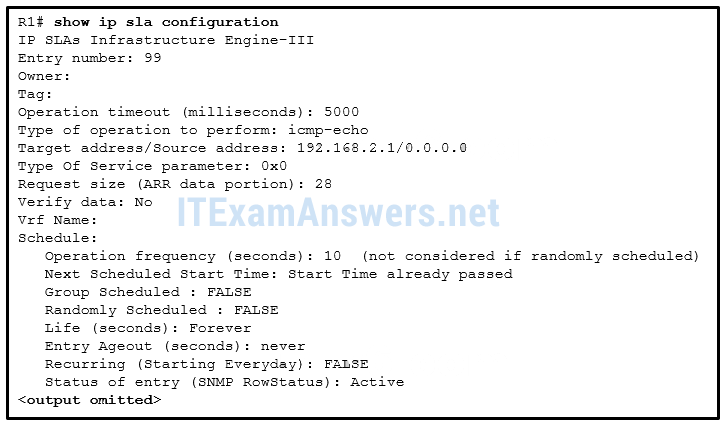 R1# show ip sla configuration
IP SLAs Infrastructure Engine-III
Entry number: 99
Owner:
Tag:
Operation timeout (milliseconds): 5000
Type of operation to perform: icmp-echo
Target address/Source address: 192.168.2.1/0.0.0.0
Type Of Service parameter: 0x0
Request size (ARR data portion): 28
Verify data: No
ITExamAnswers.net
Vrf Name:
Schedule:
Operation frequency (seconds): 10 (not considered if randomly scheduled)
Next Scheduled Start Time: Start Time already passed
Group Scheduled : FALSE
Randomly Scheduled : FALSE
Life (seconds): Forever
Entry Ageout (seconds): never
Recurring (Starting Everyday): FALSE
Status of entry (SNMP RowStatus): Active
<output omitted>